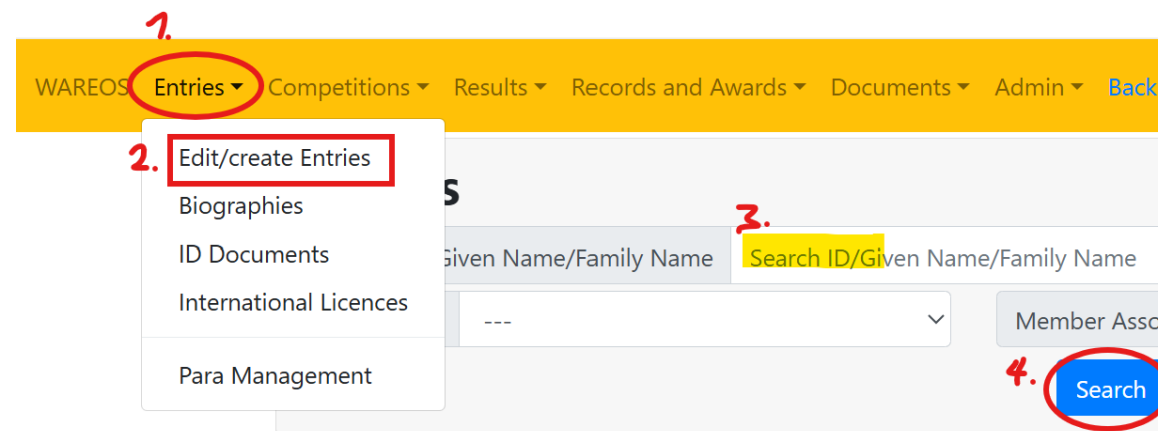 1.
WAREOS Entries Competitions Results Records and Awards Documents Admin Back
2. Edit/create Entries
Biographies
ID Documents
International Licences
Para Management
s
3.
Given Name/Family Name Search ID/Given Name/Family Name
--- Member Asso
4. Search